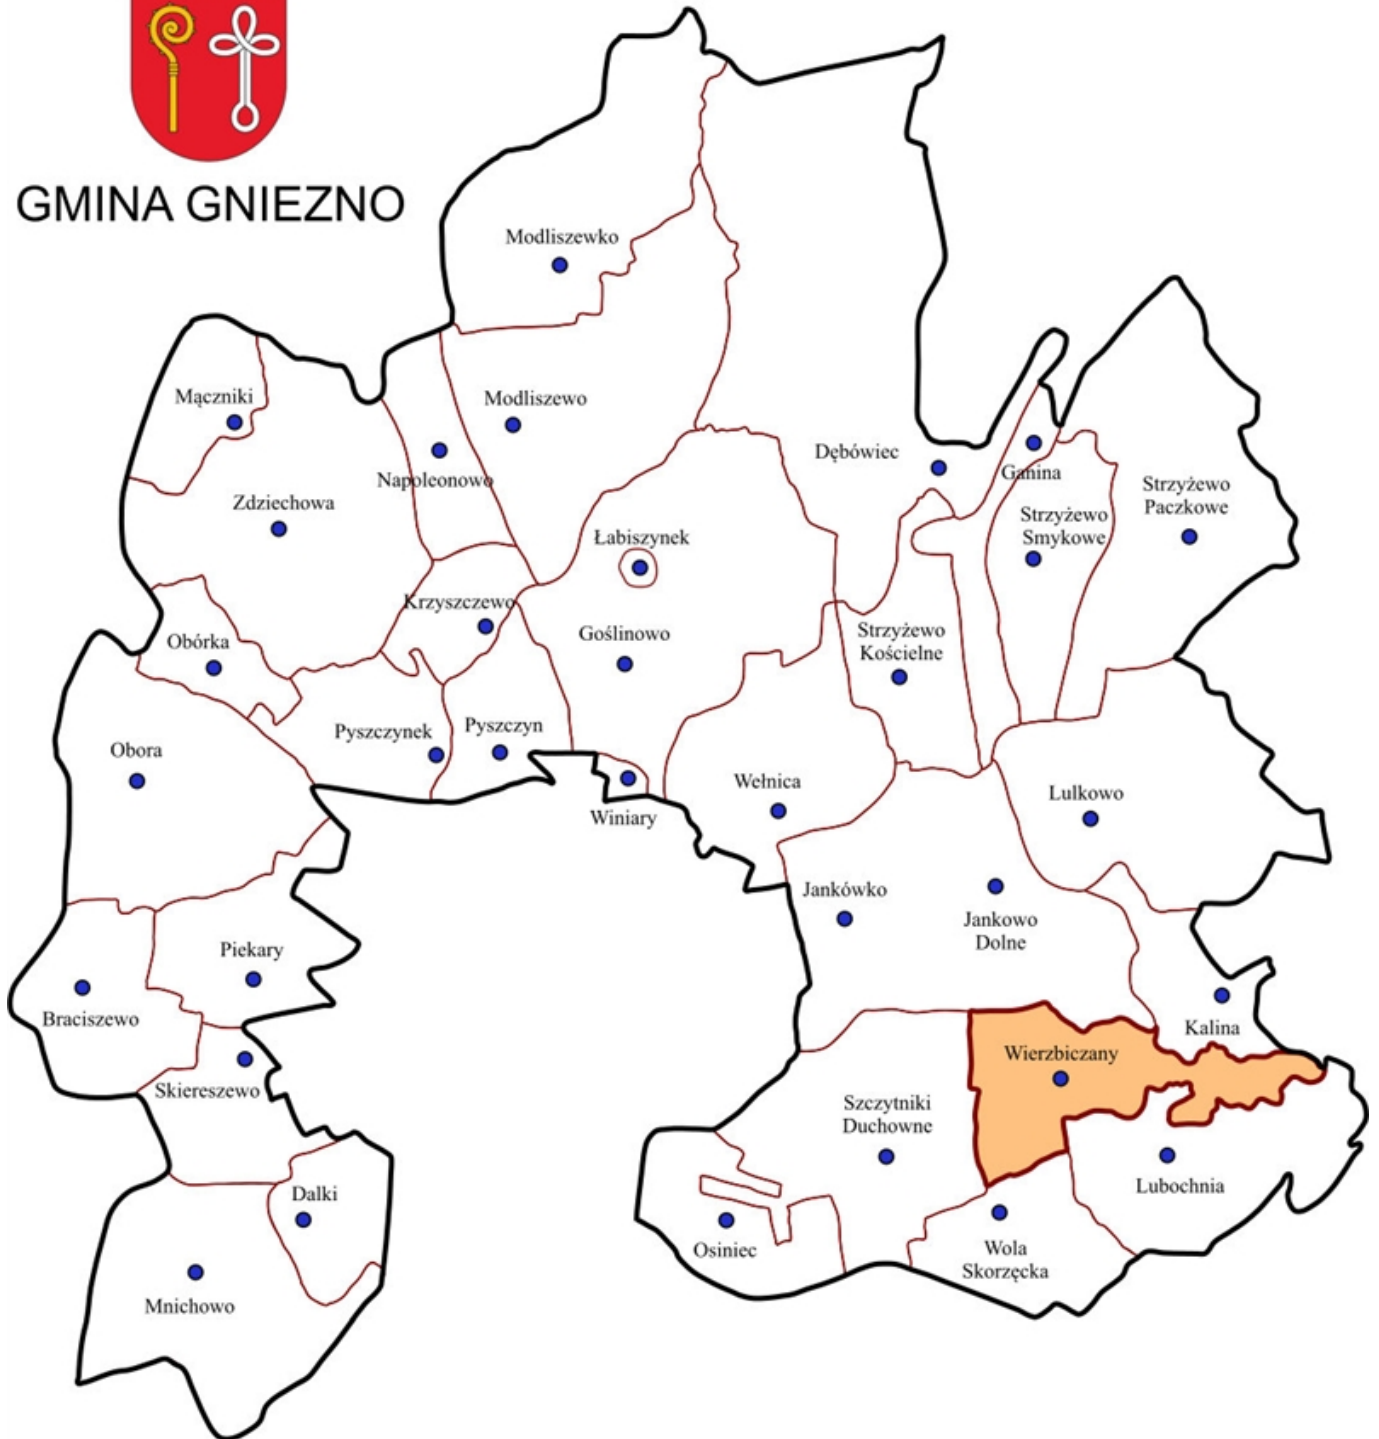 GMINA GNIEZNO
Modliszewko
Mączniki
Modliszewo
Napoleonowo
Dębówiec
Ganina
Zdziechowa
Strzyżewo
Paczkowe
Strzyżewo
Smykowe
Łabiszynek
Krzyszczewo
Obórka
Goślinowo
Strzyżewo
Kościelne
Pyszczynek
Pyszczyn
Obora
Wełnica
Winiary
Lulkowo
Jankówko
Jankowo
Dolne
Piekary
Braciszewo
Kalina
Wierzbiczany
Skiereszewo
Szczytniki
Duchowne
Dalki
Lubochnia
Osiniec
Wola
Skorzęcka
Mnichowo